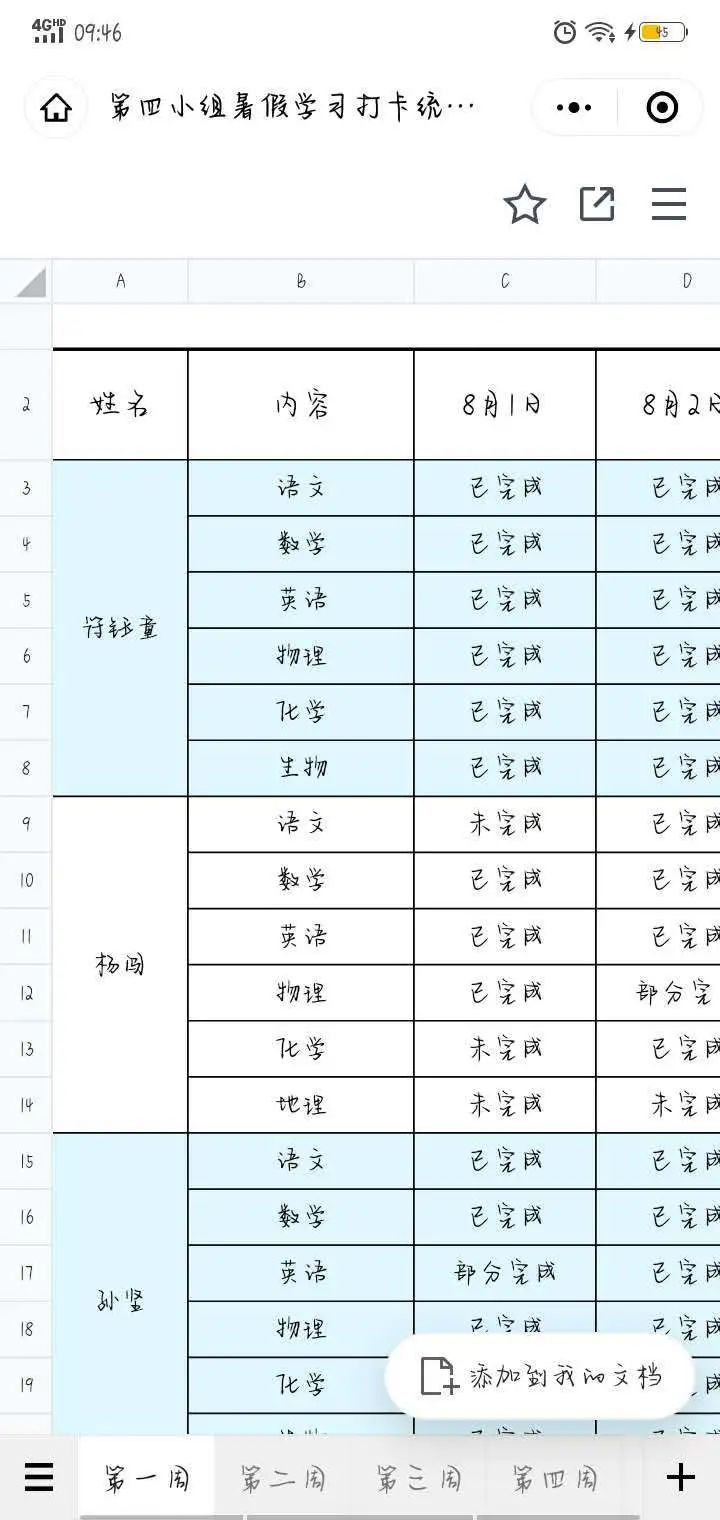 4G HD 09:46 45
第四小组暑假学习打卡统…
A B C D
2 姓名 内容 8月1日 8月2日
3 语文 已完成 已完成
4 数学 已完成 已完成
5 英语 已完成 已完成
符钰童
6 物理 已完成 已完成
7 化学 已完成 已完成
8 生物 已完成 已完成
9 语文 未完成 已完成
10 数学 已完成 已完成
11 英语 已完成 已完成
杨闯
12 物理 已完成 部分完
13 化学 未完成 已完成
14 地理 未完成 未完成
15 语文 已完成 已完成
16 数学 已完成 已完成
17 英语 部分完成 已完成
孙坚
18 物理 已完成 已完成
19 化学
添加到我的文档
第一周 第二周 第三周 第四周